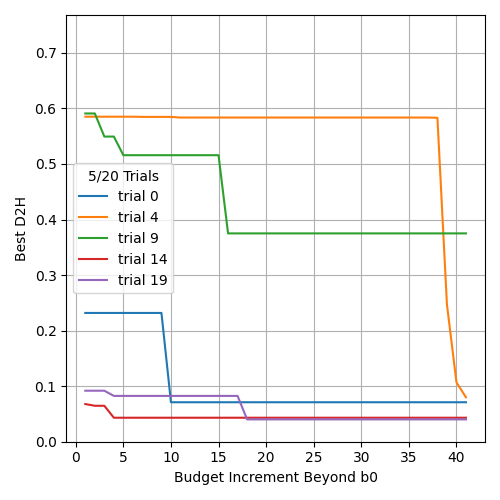 0.7
0.6
0.5
0.4
0.3
0.2
0.1
0.0
Best D2H
5/20 Trials
trial 0
trial 4
trial 9
trial 14
trial 19
0 5 10 15 20 25 30 35 40
Budget Increment Beyond b0